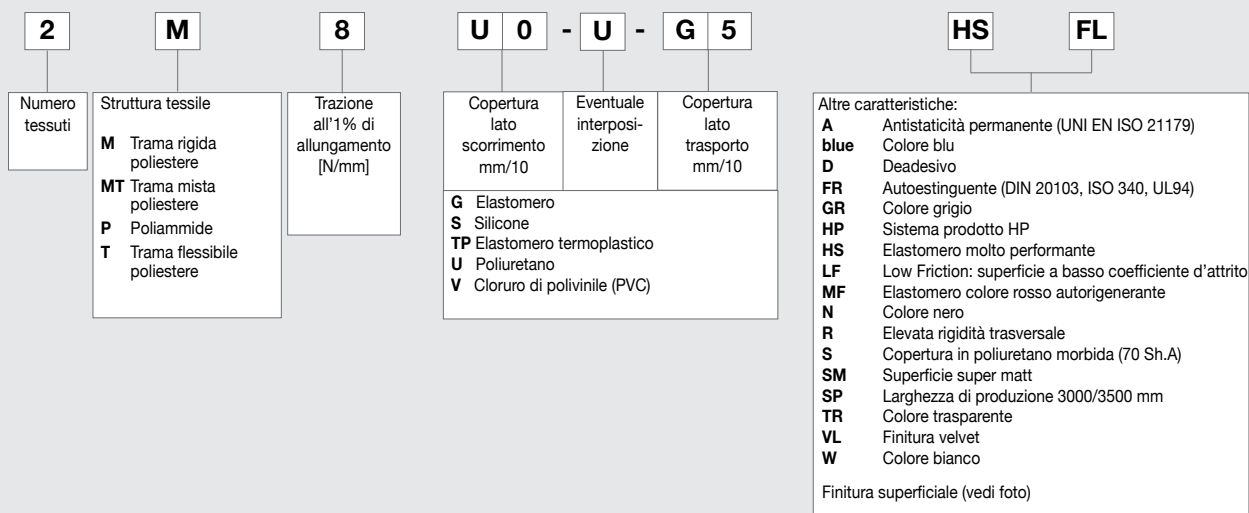 2 M 8 U 0 - U - G 5 HS FL
Numero
tessuti
Struttura tessile
M Trama rigida
poliestere
MT Trama mista
poliestere
P Poliammide
T Trama flessibile
poliestere
Trazione
all'1% di
allungamento
[N/mm]
Copertura
lato
scorrimento
mm/10
Eventuale
interposi-
zione
Copertura
lato
trasporto
mm/10
G Elastomero
S Silicone
TP Elastomero termoplastico
U Poliuretano
V Cloruro di polivinile (PVC)
Altre caratteristiche:
A Antistaticità permanente (UNI EN ISO 21179)
blue Colore blu
D Deadesivo
FR Autoestinguente (DIN 20103, ISO 340, UL94)
GR Colore grigio
HP Sistema prodotto HP
HS Elastomero molto performante
LF Low Friction: superficie a basso coefficiente d'attrito
MF Elastomero colore rosso autorigenerante
N Colore nero
R Elevata rigidità trasversale
S Copertura in poliuretano morbida (70 Sh.A)
SM Superficie super matt
SP Larghezza di produzione 3000/3500 mm
TR Colore trasparente
VL Finitura velvet
W Colore bianco
Finitura superficiale (vedi foto)